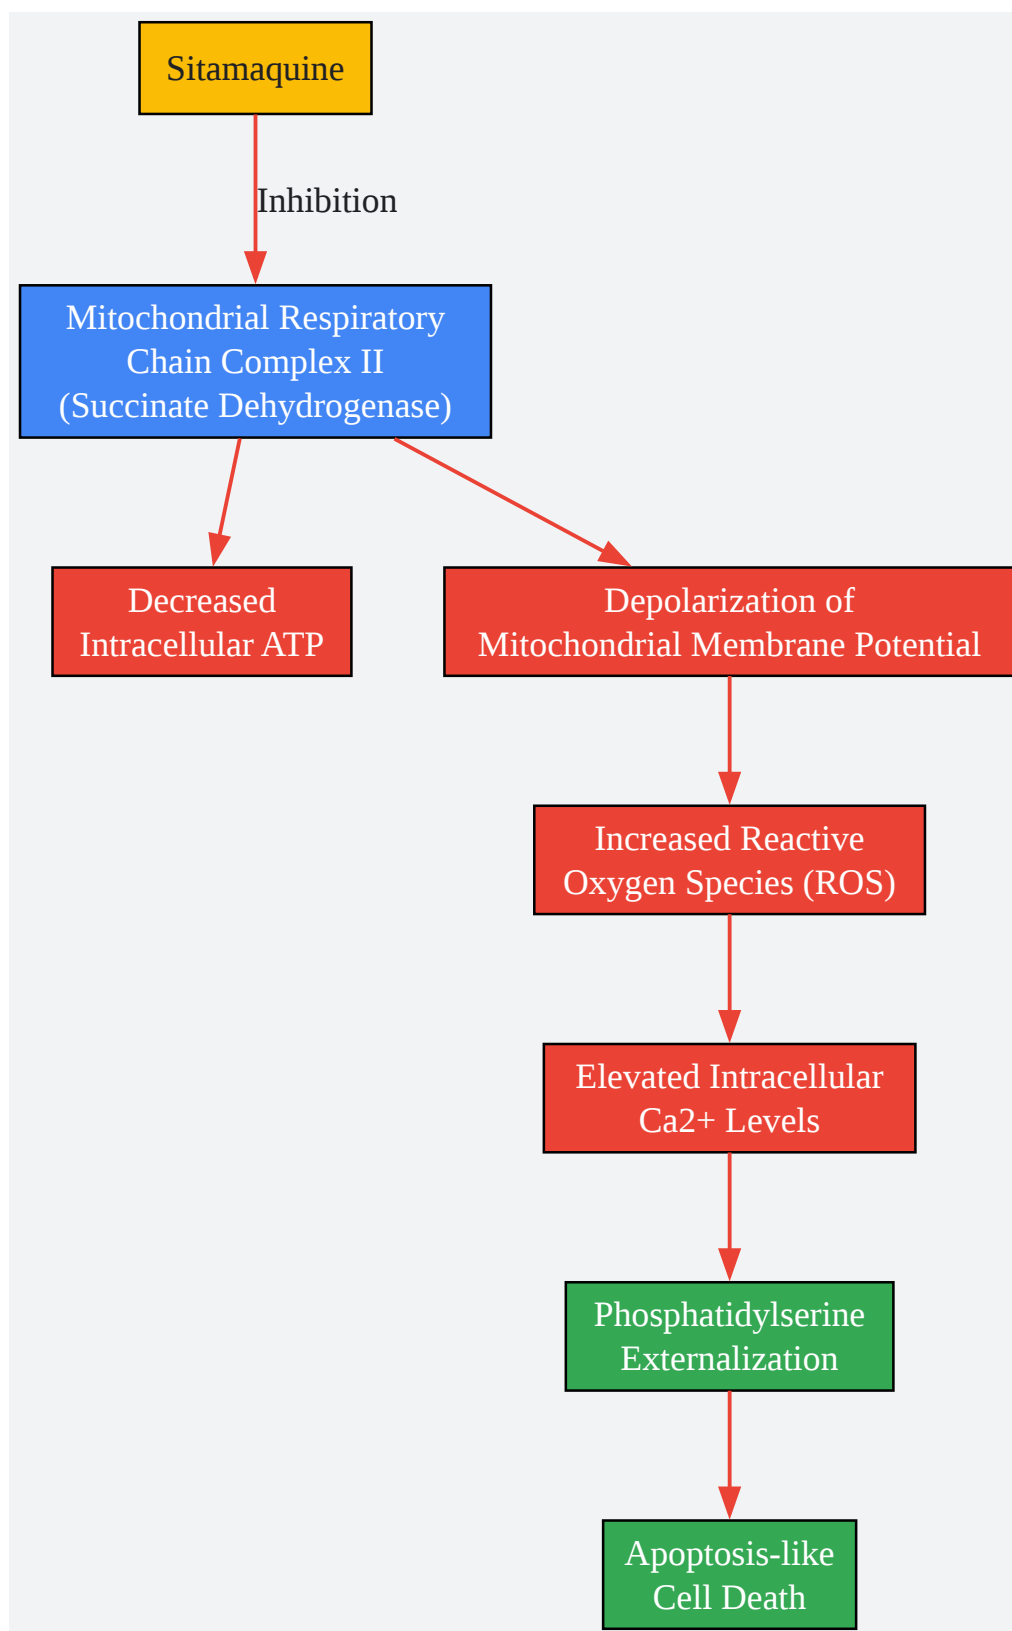 Sitamaquine
Inhibition
Mitochondrial Respiratory
Chain Complex II
(Succinate Dehydrogenase)
Decreased
Intracellular ATP
Depolarization of
Mitochondrial Membrane Potential
Increased Reactive
Oxygen Species (ROS)
Elevated Intracellular
Ca2+ Levels
Phosphatidylserine
Externalization
Apoptosis-like
Cell Death